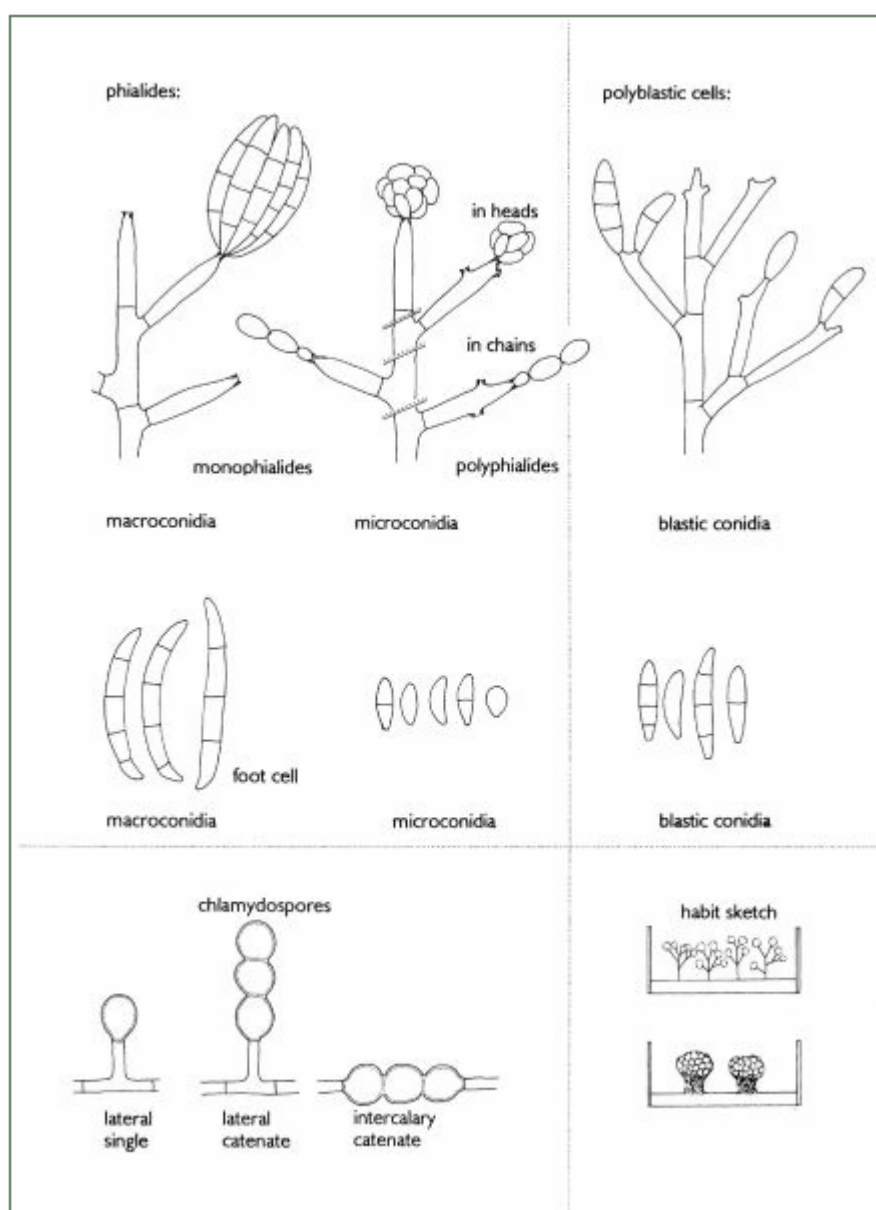 phialides:
polyblastic cells:
in heads
in chains
monophialides
polyphialides
macroconidia
microconidia
blastic conidia
foot cell
macroconidia
microconidia
blastic conidia
chlamydospores
habit sketch
lateral
single
lateral
catenate
intercalary
catenate